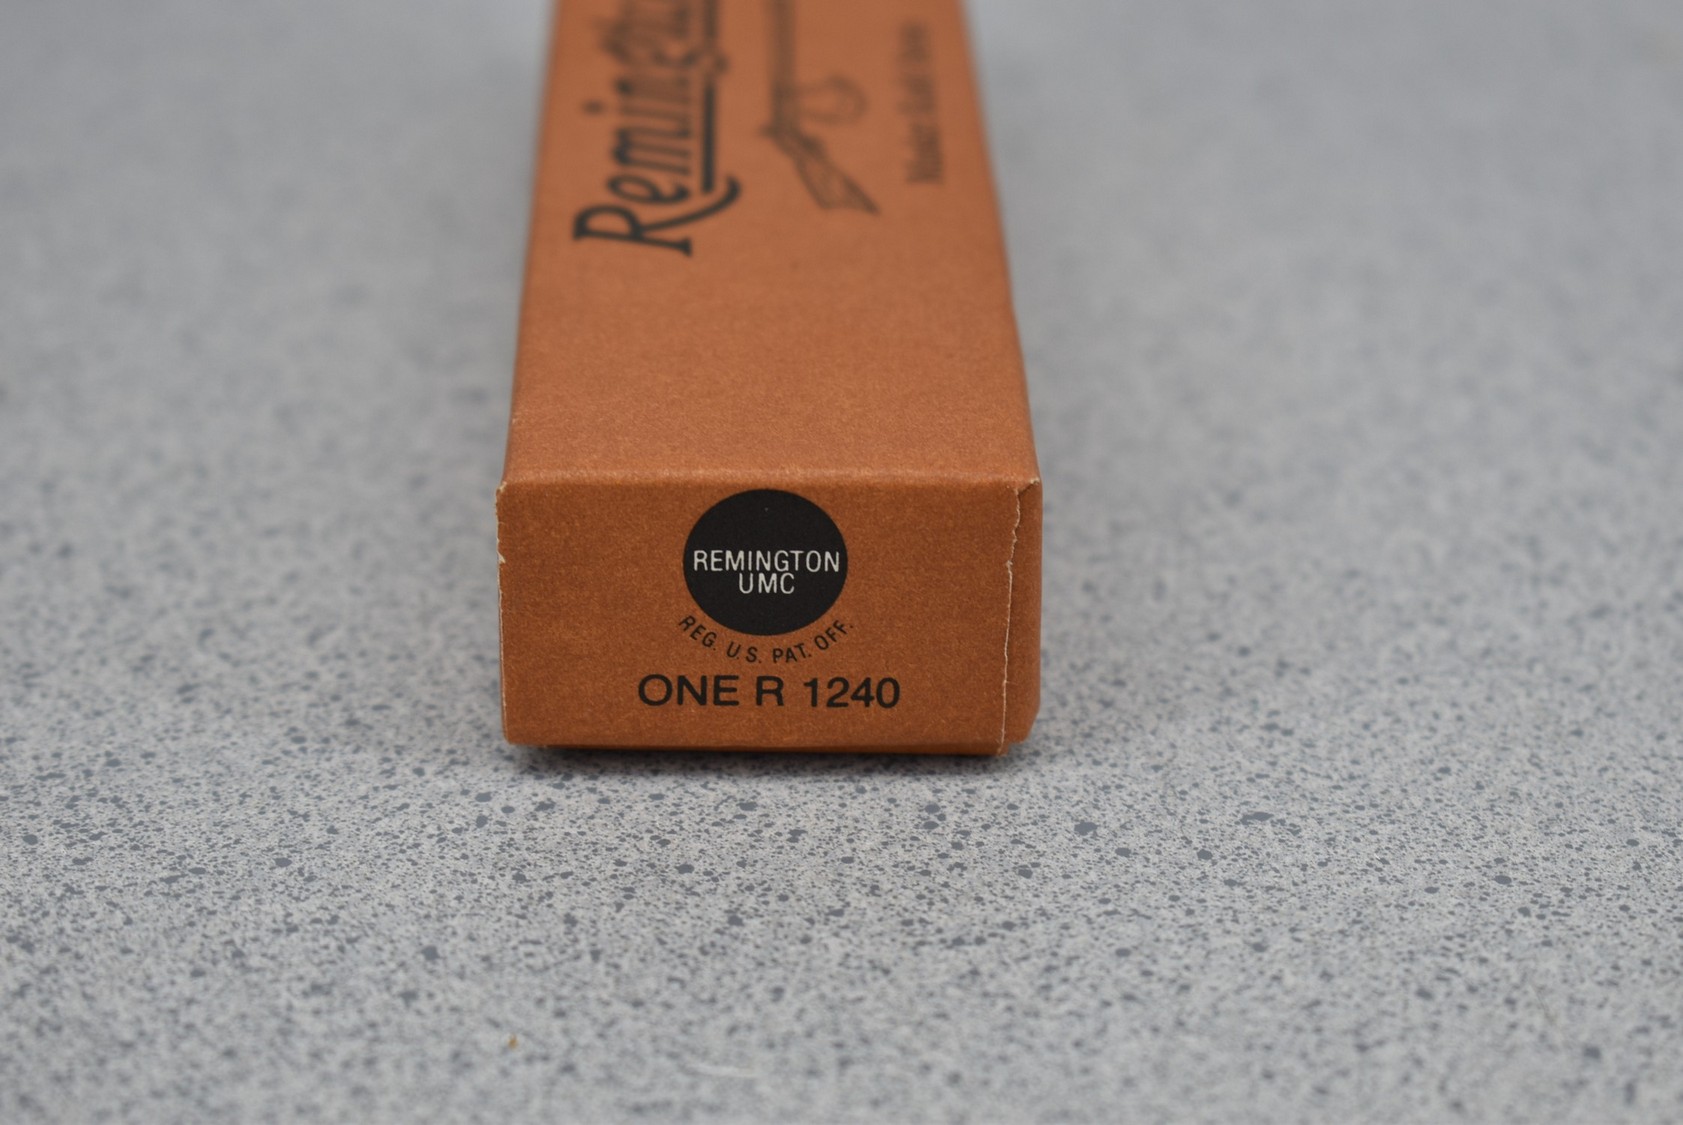 Remington
REMINGTON
UMC
REG. U.S. PAT. OFF.
ONE R 1240